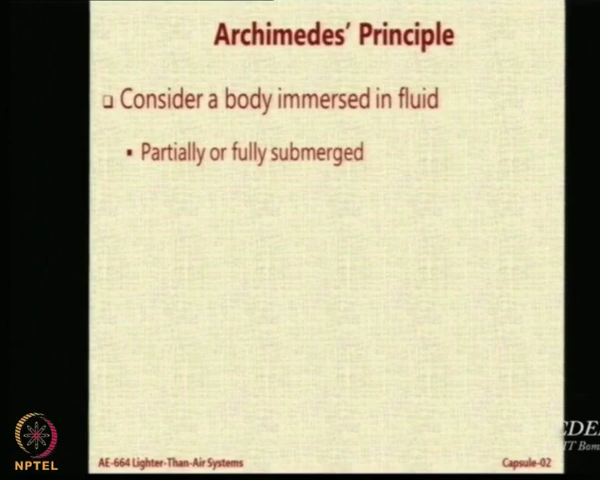 Archimedes' Principle
Consider a body immersed in fluid
Partially or fully submerged
NPTEL
AE-664 Lighter-Than-Air Systems
Capsule-02